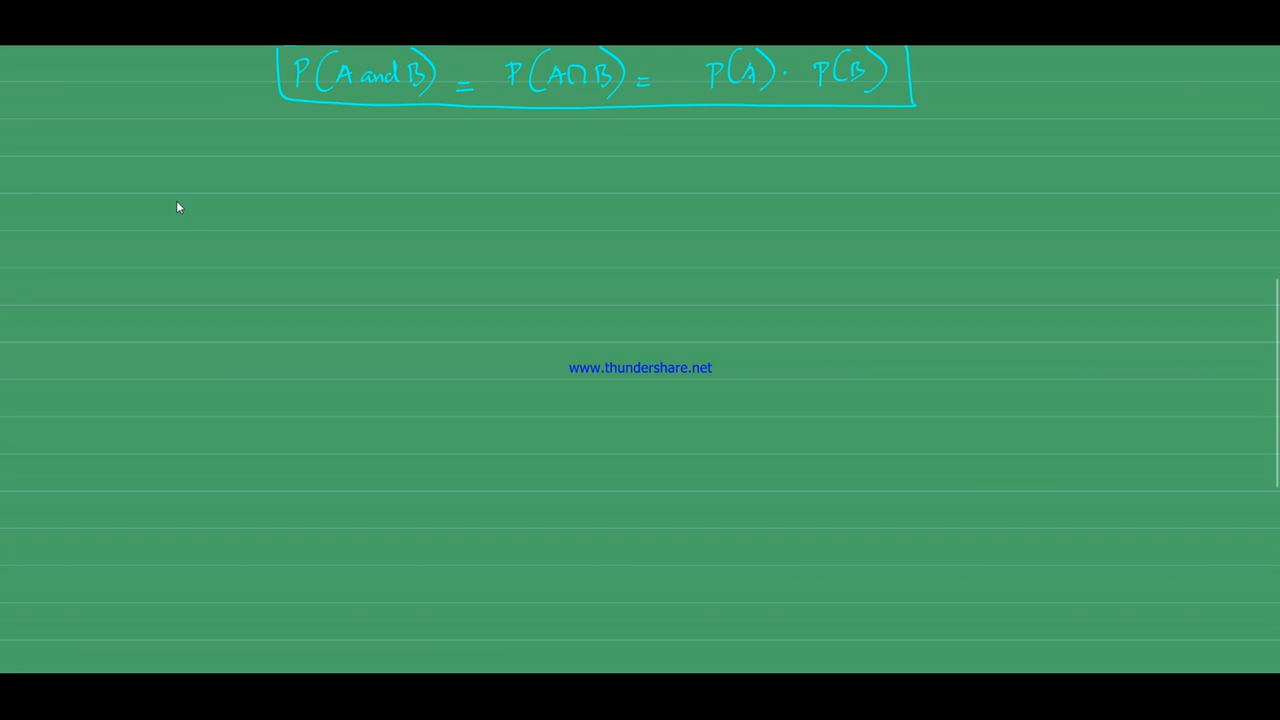 P(A and B) = P(A∩B) = P(A) · P(B)
www.thundershare.net